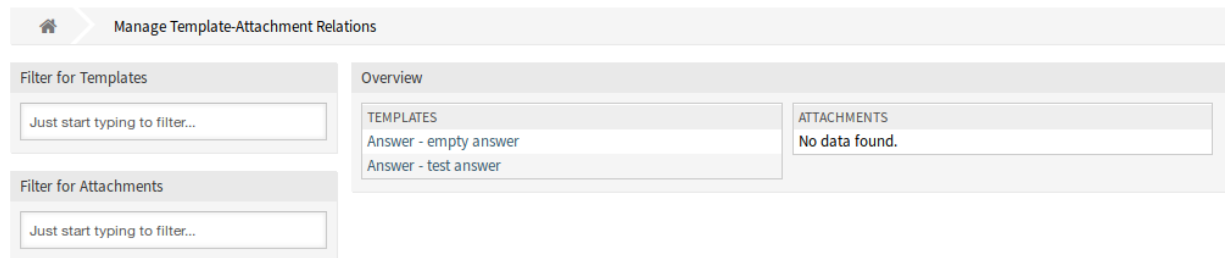 Manage Template-Attachment Relations
Filter for Templates
Just start typing to filter...
Filter for Attachments
Just start typing to filter...
Overview
TEMPLATES
Answer - empty answer
Answer - test answer
ATTACHMENTS
No data found.